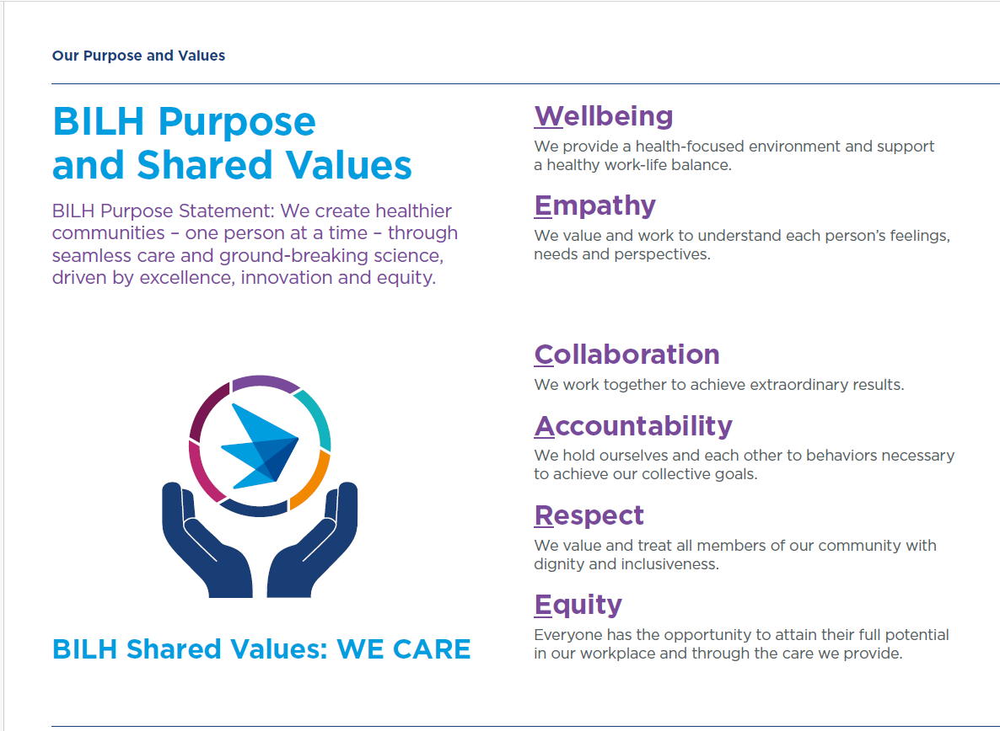 Our Purpose and Values
BILH Purpose
and Shared Values
BILH Purpose Statement: We create healthier
communities – one person at a time – through
seamless care and ground-breaking science,
driven by excellence, innovation and equity.
BILH Shared Values: WE CARE
Wellbeing
We provide a health-focused environment and support
a healthy work-life balance.
Empathy
We value and work to understand each person’s feelings,
needs and perspectives.
Collaboration
We work together to achieve extraordinary results.
Accountability
We hold ourselves and each other to behaviors necessary
to achieve our collective goals.
Respect
We value and treat all members of our community with
dignity and inclusiveness.
Equity
Everyone has the opportunity to attain their full potential
in our workplace and through the care we provide.